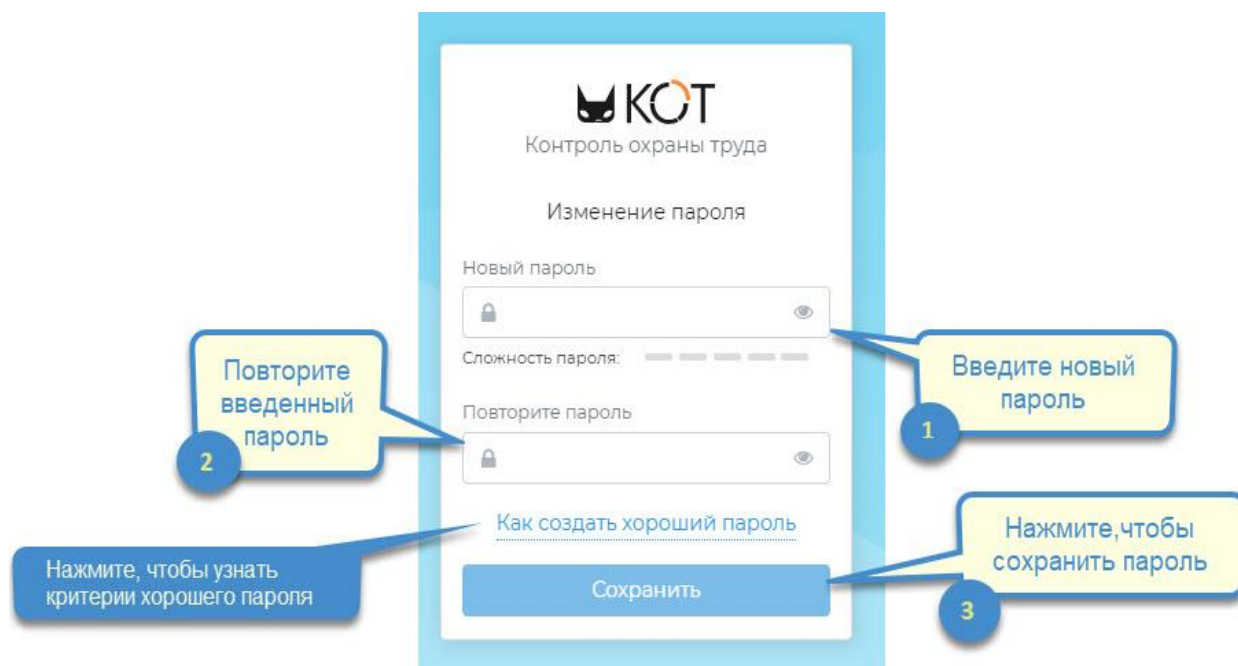 КОТ
Контроль охраны труда
Изменение пароля
Новый пароль
Сложность пароля:
Введите новый
пароль
1
Повторите
введенный
пароль
2
Повторите пароль
Как создать хороший пароль
Нажмите, чтобы узнать
критерии хорошего пароля
Сохранить
Нажмите,чтобы
сохранить пароль
3